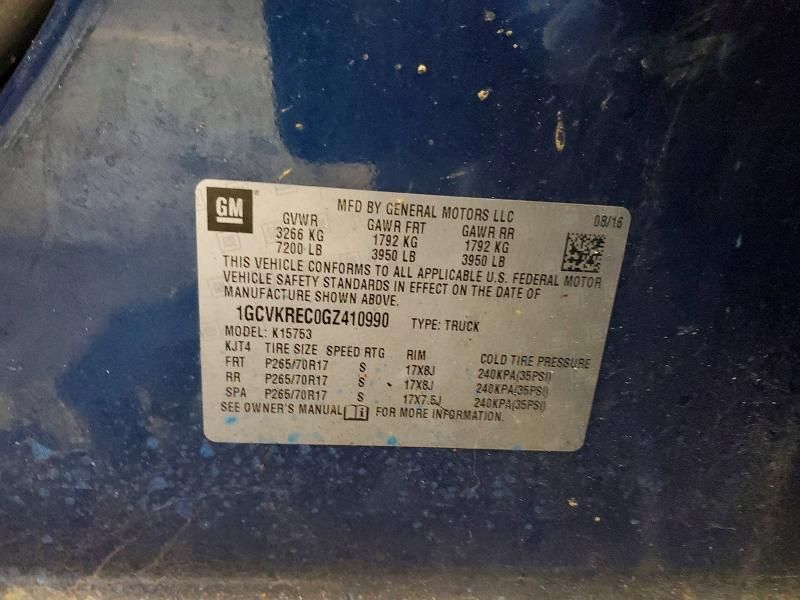 GM
MFD BY GENERAL MOTORS LLC
08/16
GVWR GAWR FRT GAWR RR
3266 KG 1792 KG 1792 KG
7200 LB 3950 LB 3950 LB
THIS VEHICLE CONFORMS TO ALL APPLICABLE U.S. FEDERAL MOTOR
VEHICLE SAFETY STANDARDS IN EFFECT ON THE DATE OF
MANUFACTURE SHOWN ABOVE.
1GCVKREC0GZ410990 TYPE: TRUCK
MODEL: K15753
KJT4 TIRE SIZE SPEED RTG RIM COLD TIRE PRESSURE
FRT P265/70R17 S 17X8J 240KPA(35PSI)
RR P265/70R17 S 17X8J 240KPA(35PSI)
SPA P265/70R17 S 17X7.5J 240KPA(35PSI)
SEE OWNER'S MANUAL FOR MORE INFORMATION.